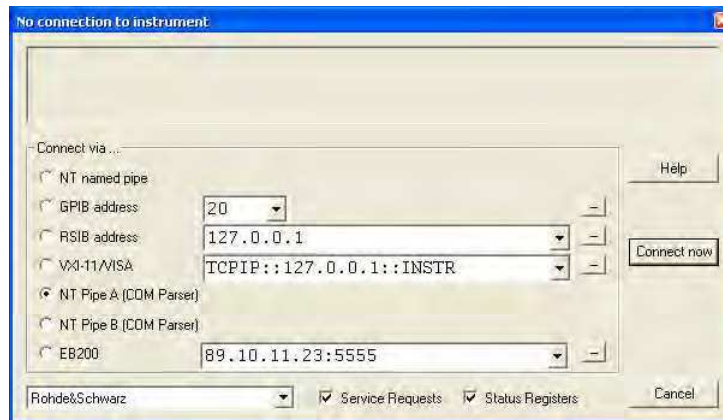 No connection to instrument
Connect via ...
NT named pipe
Help
GPIB address 20
RSIB address 127.0.0.1
Connect now
VXI-11/VISA TCPIP::127.0.0.1::INSTR
NT Pipe A (COM Parser)
NT Pipe B (COM Parser)
EB200 89.10.11.23:5555
Rohde&Schwarz Service Requests Status Registers Cancel